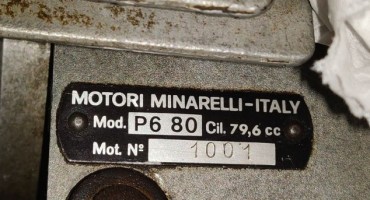 MOTORI MINARELLI-ITALY
Mod. P6 80 Cil. 79,6 cc
Mot. Nº 1001